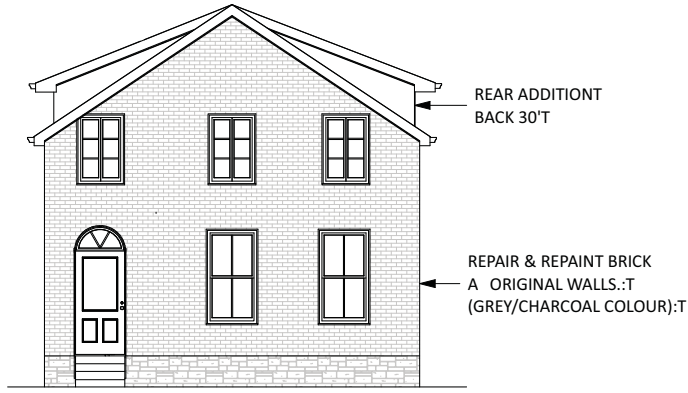 REAR ADDITIONT
BACK 30'T
REPAIR & REPAINT BRICK
A ORIGINAL WALLS.:T
(GREY/CHARCOAL COLOUR):T